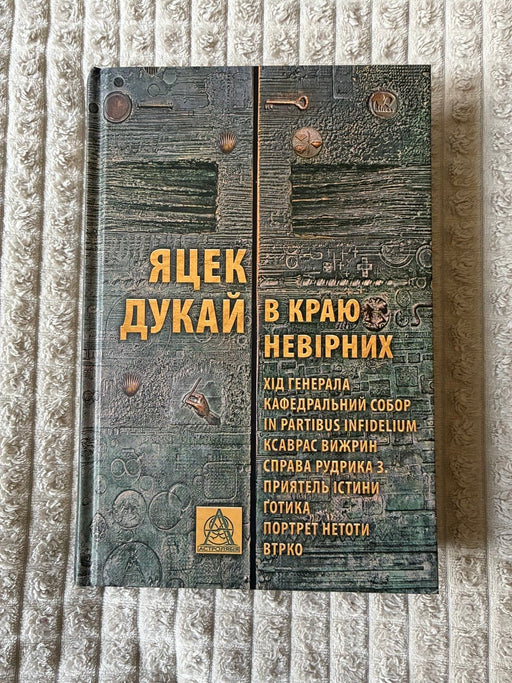 ЯЦЕК
ДУКАЙ
В КРАЮ
НЕВІРНИХ
ХІД ГЕНЕРАЛА
КАФЕДРАЛЬНИЙ СОБОР
IN PARTIBUS INFIDELIUM
КСАВРАС ВИЖРИН
СПРАВА РУДРИКА З.
ПРИЯТЕЛЬ ІСТИНИ
ГОТИКА
ПОРТРЕТ НЕТОТИ
ВТРКО
АСТРОЛЯБІЯ